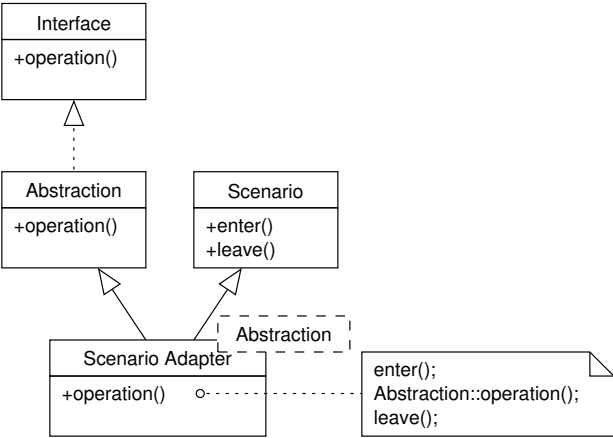 Interface
+operation()
Abstraction
+operation()
Scenario
+enter()
+leave()
Abstraction
Scenario Adapter
+operation()
enter();
Abstraction::operation();
leave();